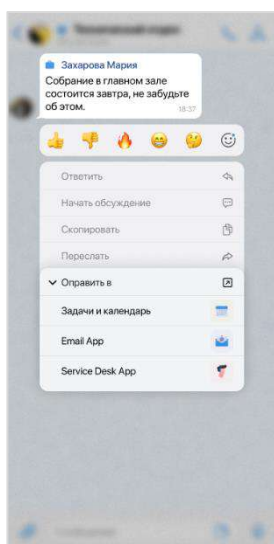 Захарова Мария
Собрание в главном зале
состоится завтра, не забудьте
об этом.
18:37
Ответить
Начать обсуждение
Скопировать
Переслать
Оправить в
Задачи и календарь
Email App
Service Desk App